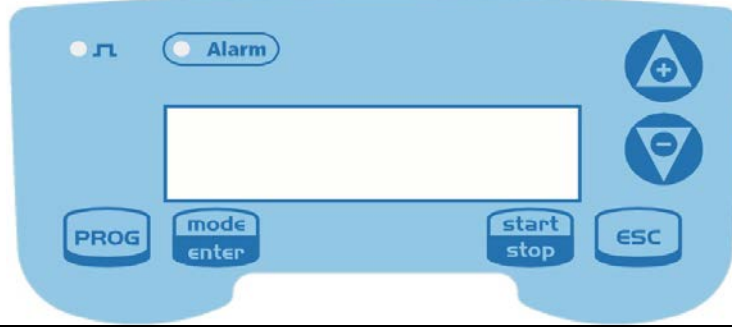 Alarm
+
-
PROG
mode
enter
start
stop
ESC